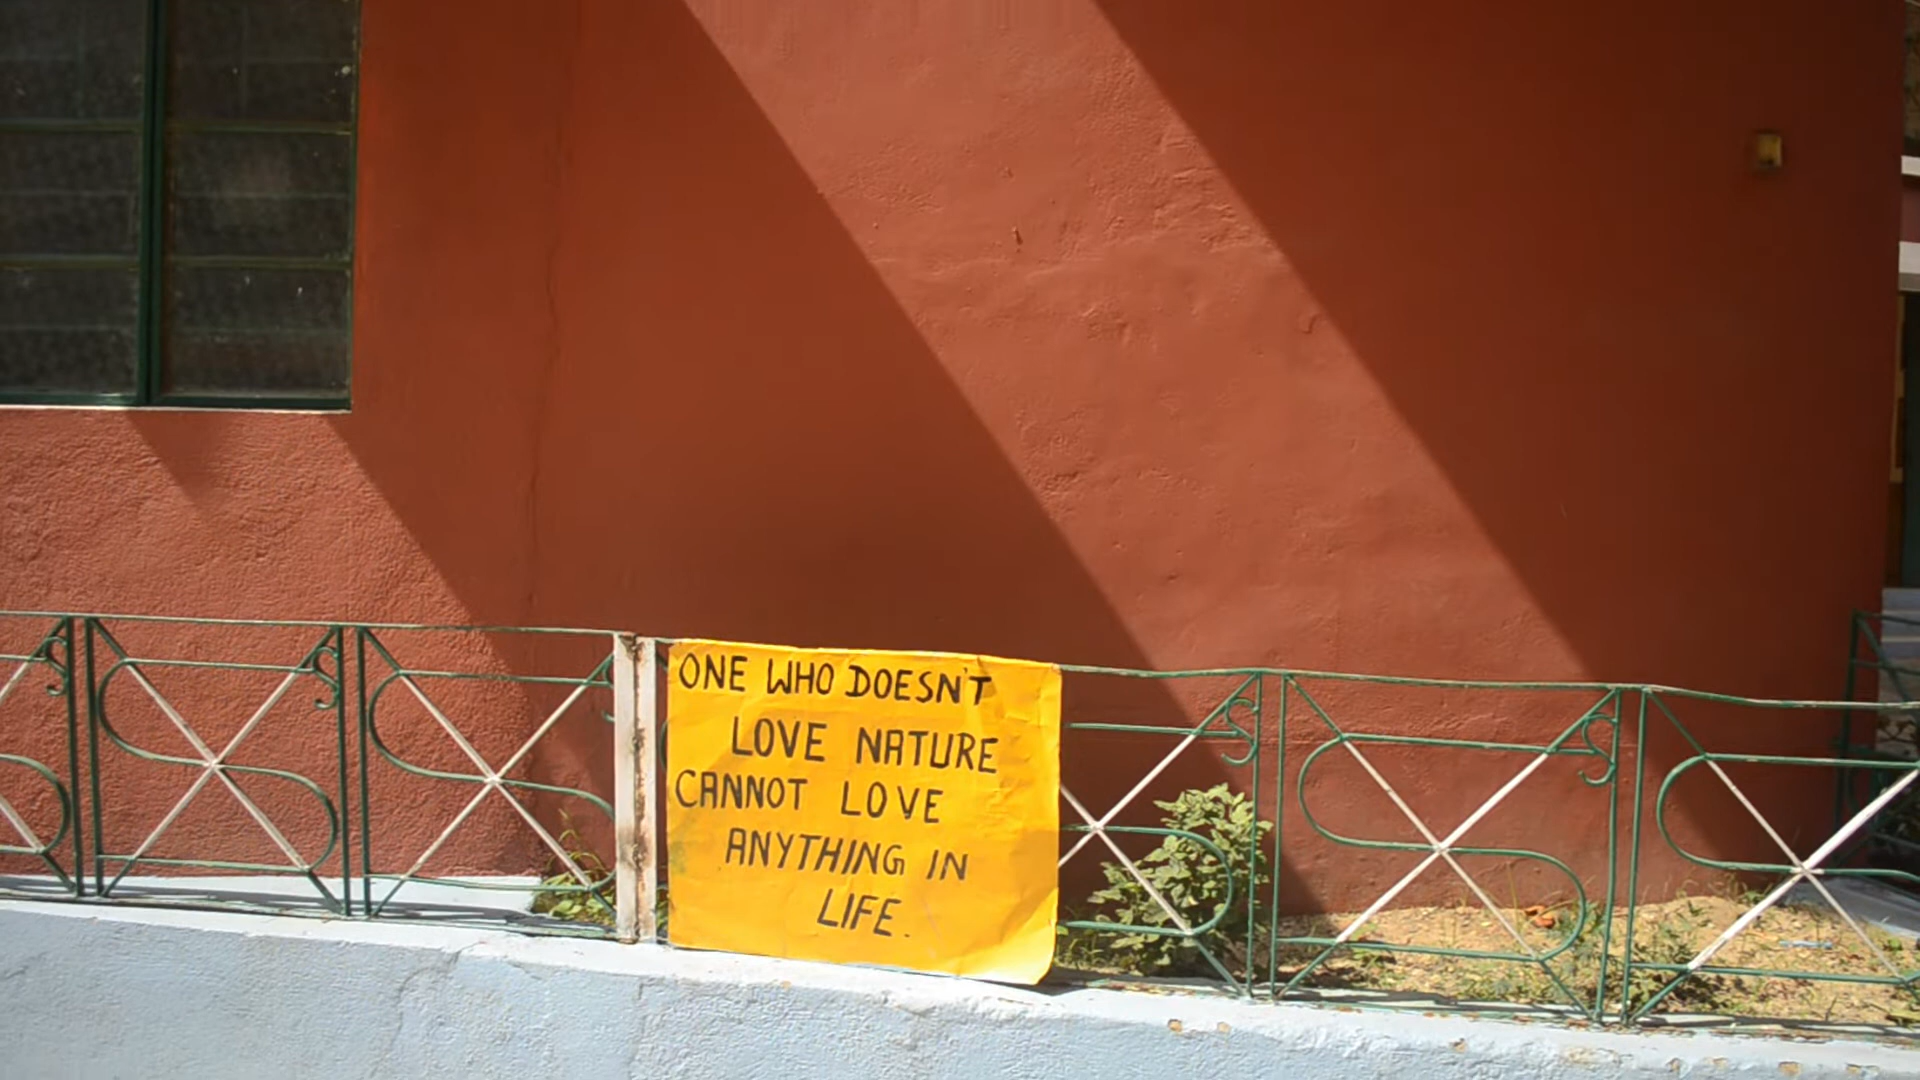 ONE WHO DOESN'T
LOVE NATURE
CANNOT LOVE
ANYTHING IN
LIFE.